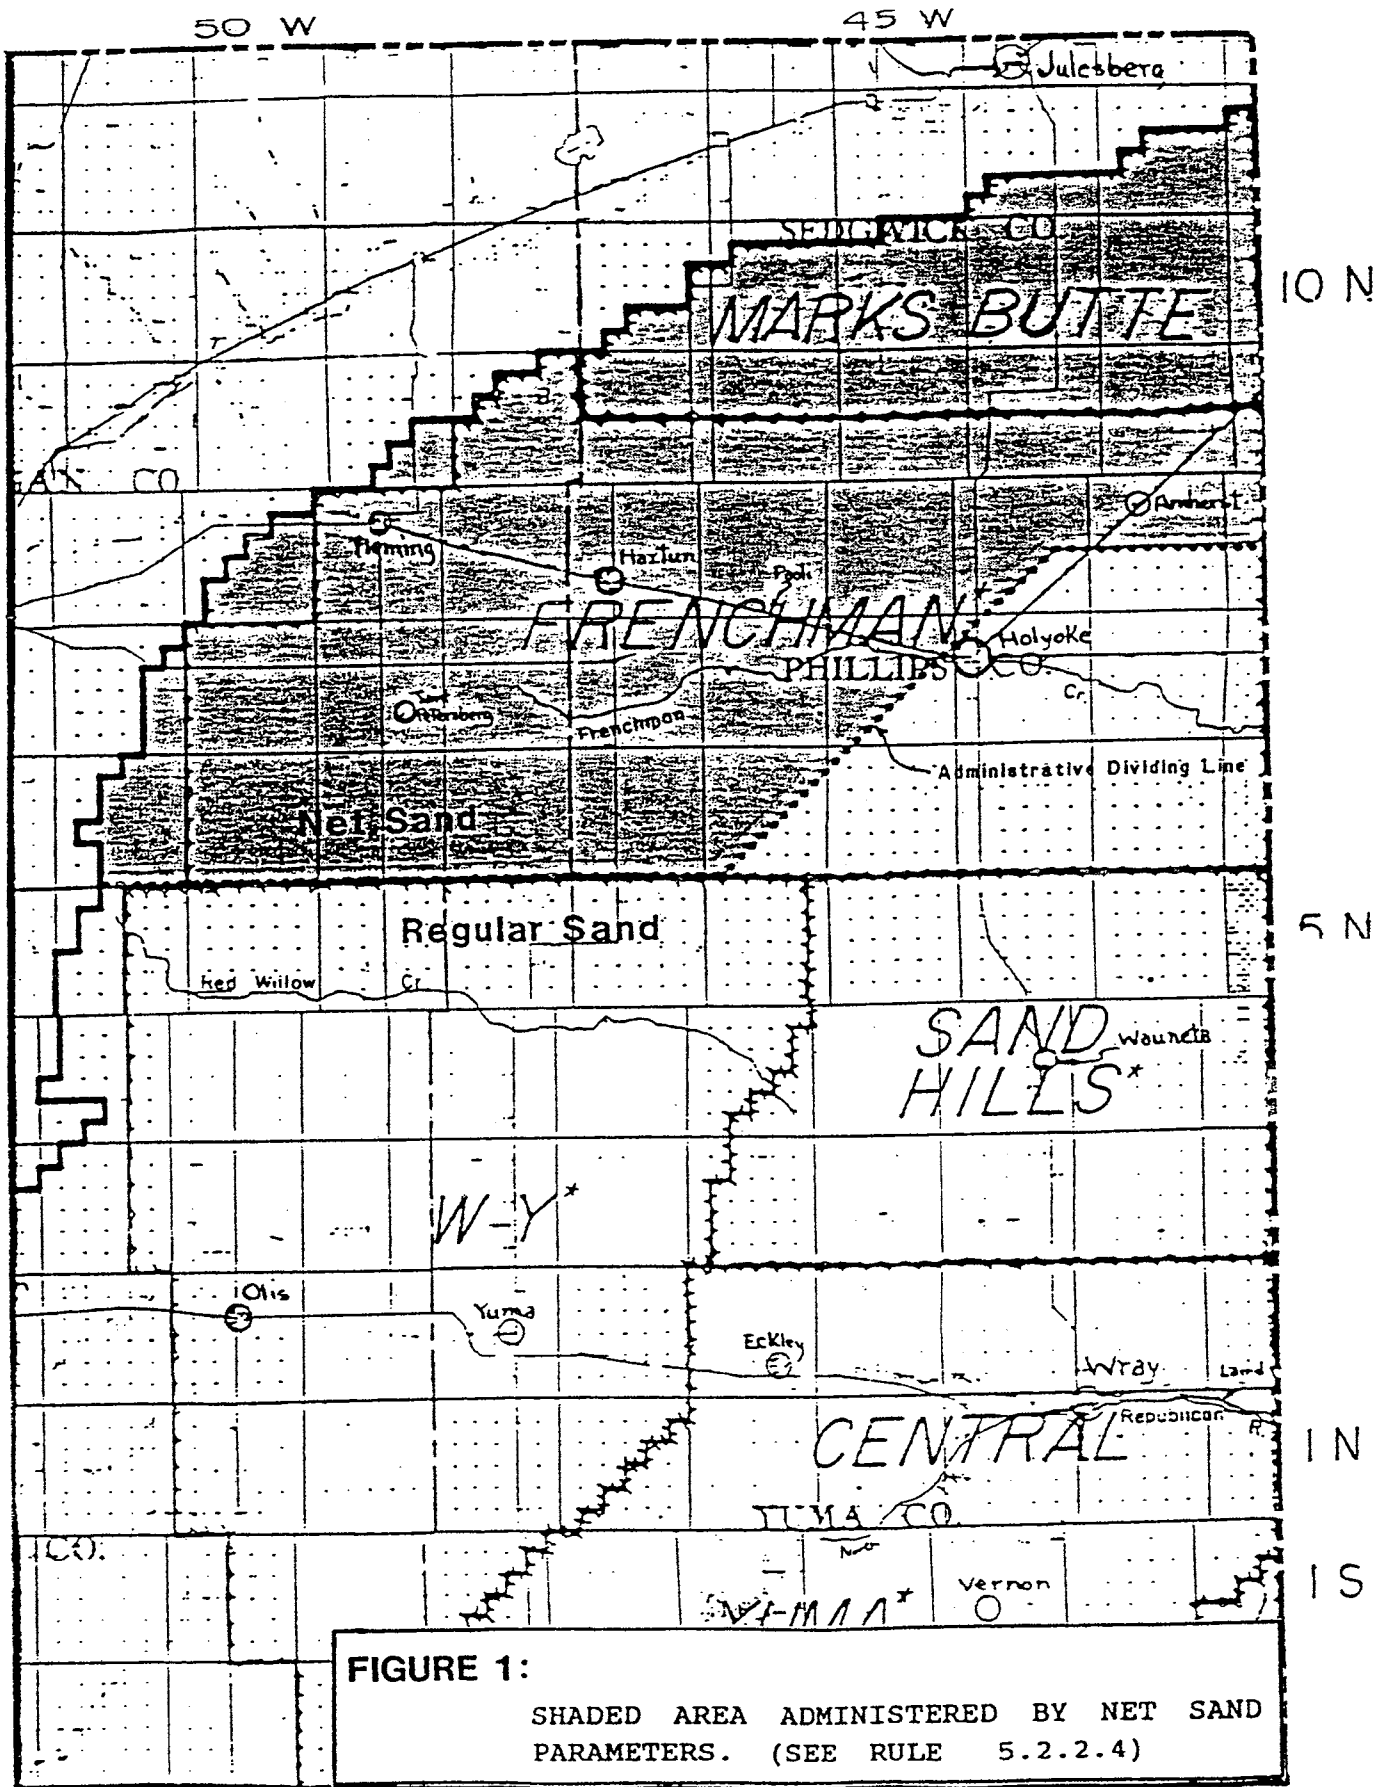 50 W 45 W
Julesberg
SEDGWICK CO
10 N
MARKS BUTTE
CO
Amherst
Fleming
Haxtun
Paoli
FRENCHMAN*
Holyoke
PHILLIPS CO.
Cr.
Frenchman
Administrative Dividing Line
Net Sand
5 N
Regular Sand
Red Willow Cr.
SAND
HILLS*
Wauneta
W-Y*
Otis
Yuma
Eckley
Wray
Laird
Republican R.
CENTRAL
1 N
YUMA CO.
CO.
Vernon
1 S
FIGURE 1:
SHADED AREA ADMINISTERED BY NET SAND
PARAMETERS. (SEE RULE 5.2.2.4)